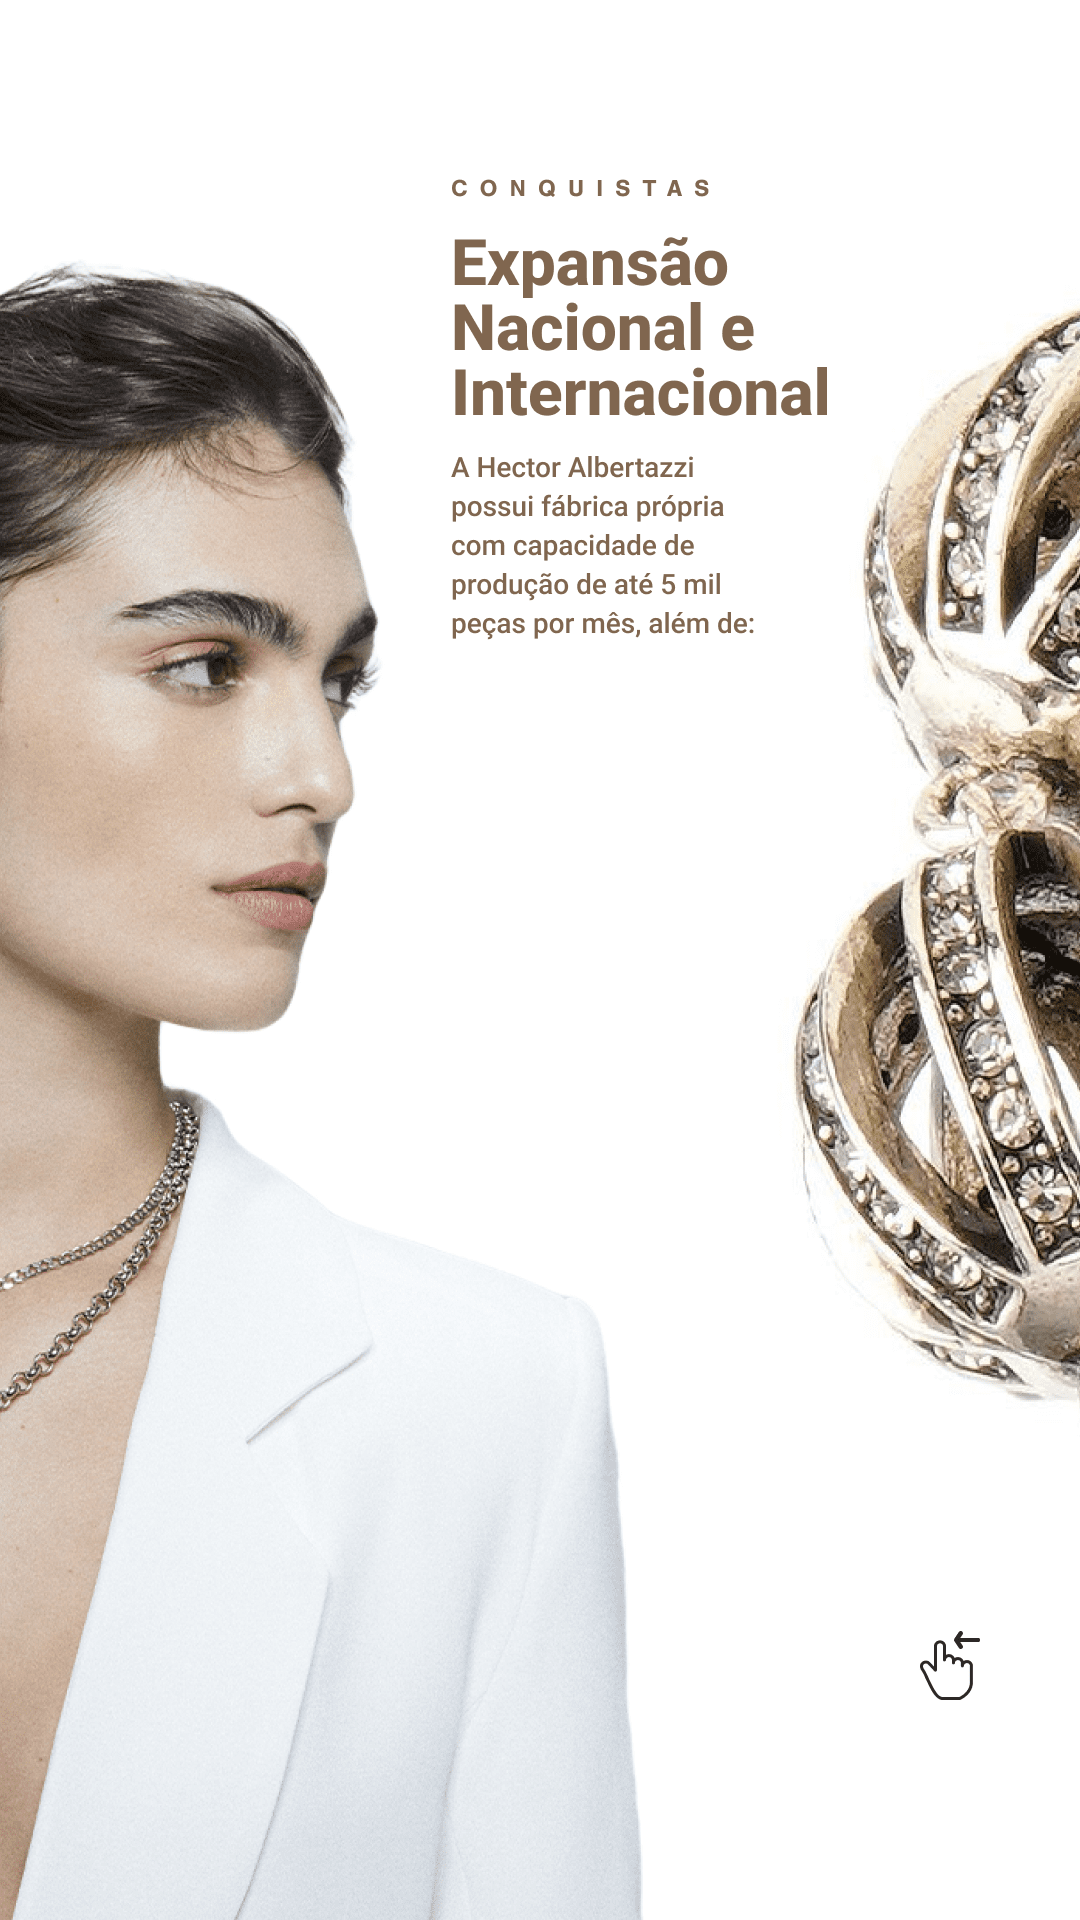 CONQUISTAS
Expansão
Nacional e
Internacional
A Hector Albertazzi
possui fábrica própria
com capacidade de
produção de até 5 mil
peças por mês, além de: